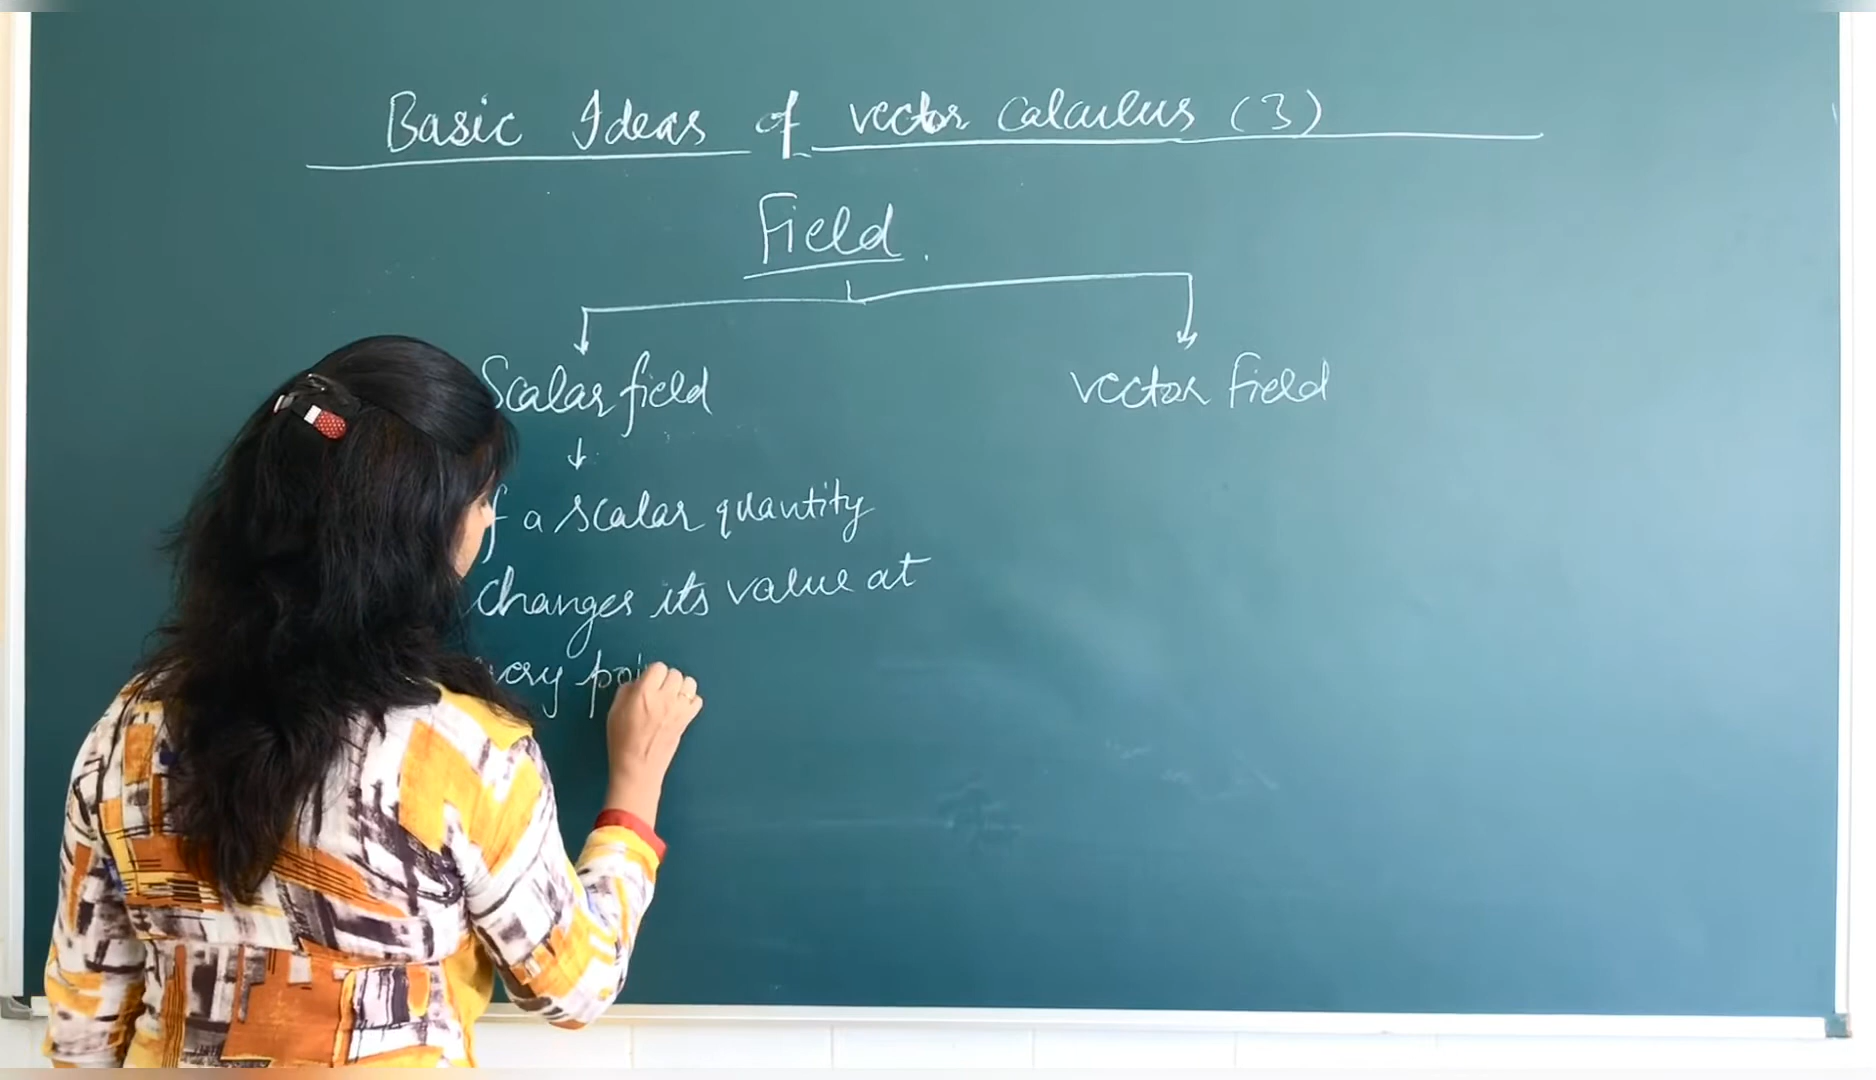 Basic Ideas of vector calculus (3)
Field.
Scalar field
vector field
a scalar quantity
changes its value at